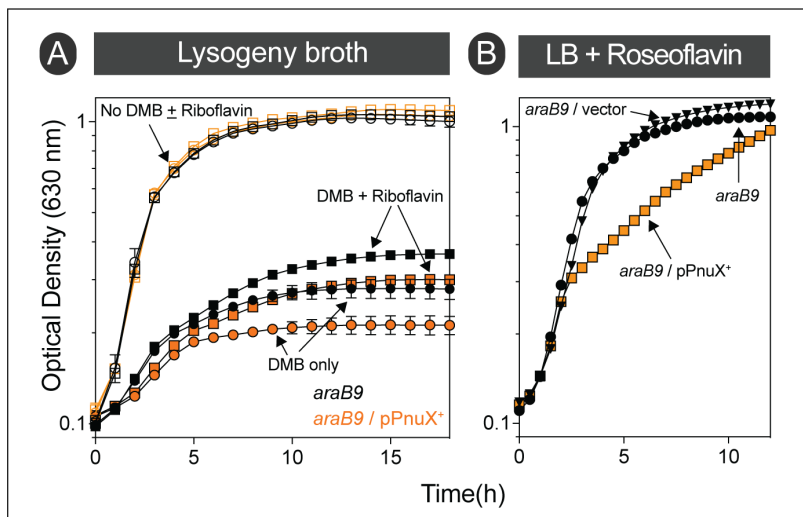 A
Lysogeny broth
B
LB + Roseoflavin
Optical Density (630 nm)
1
0.1
No DMB ± Riboflavin
DMB + Riboflavin
DMB only
araB9
araB9 / pPnuX⁺
0 5 10 15
1
0.1
araB9 / vector
araB9
araB9 / pPnuX⁺
0 5 10
Time(h)